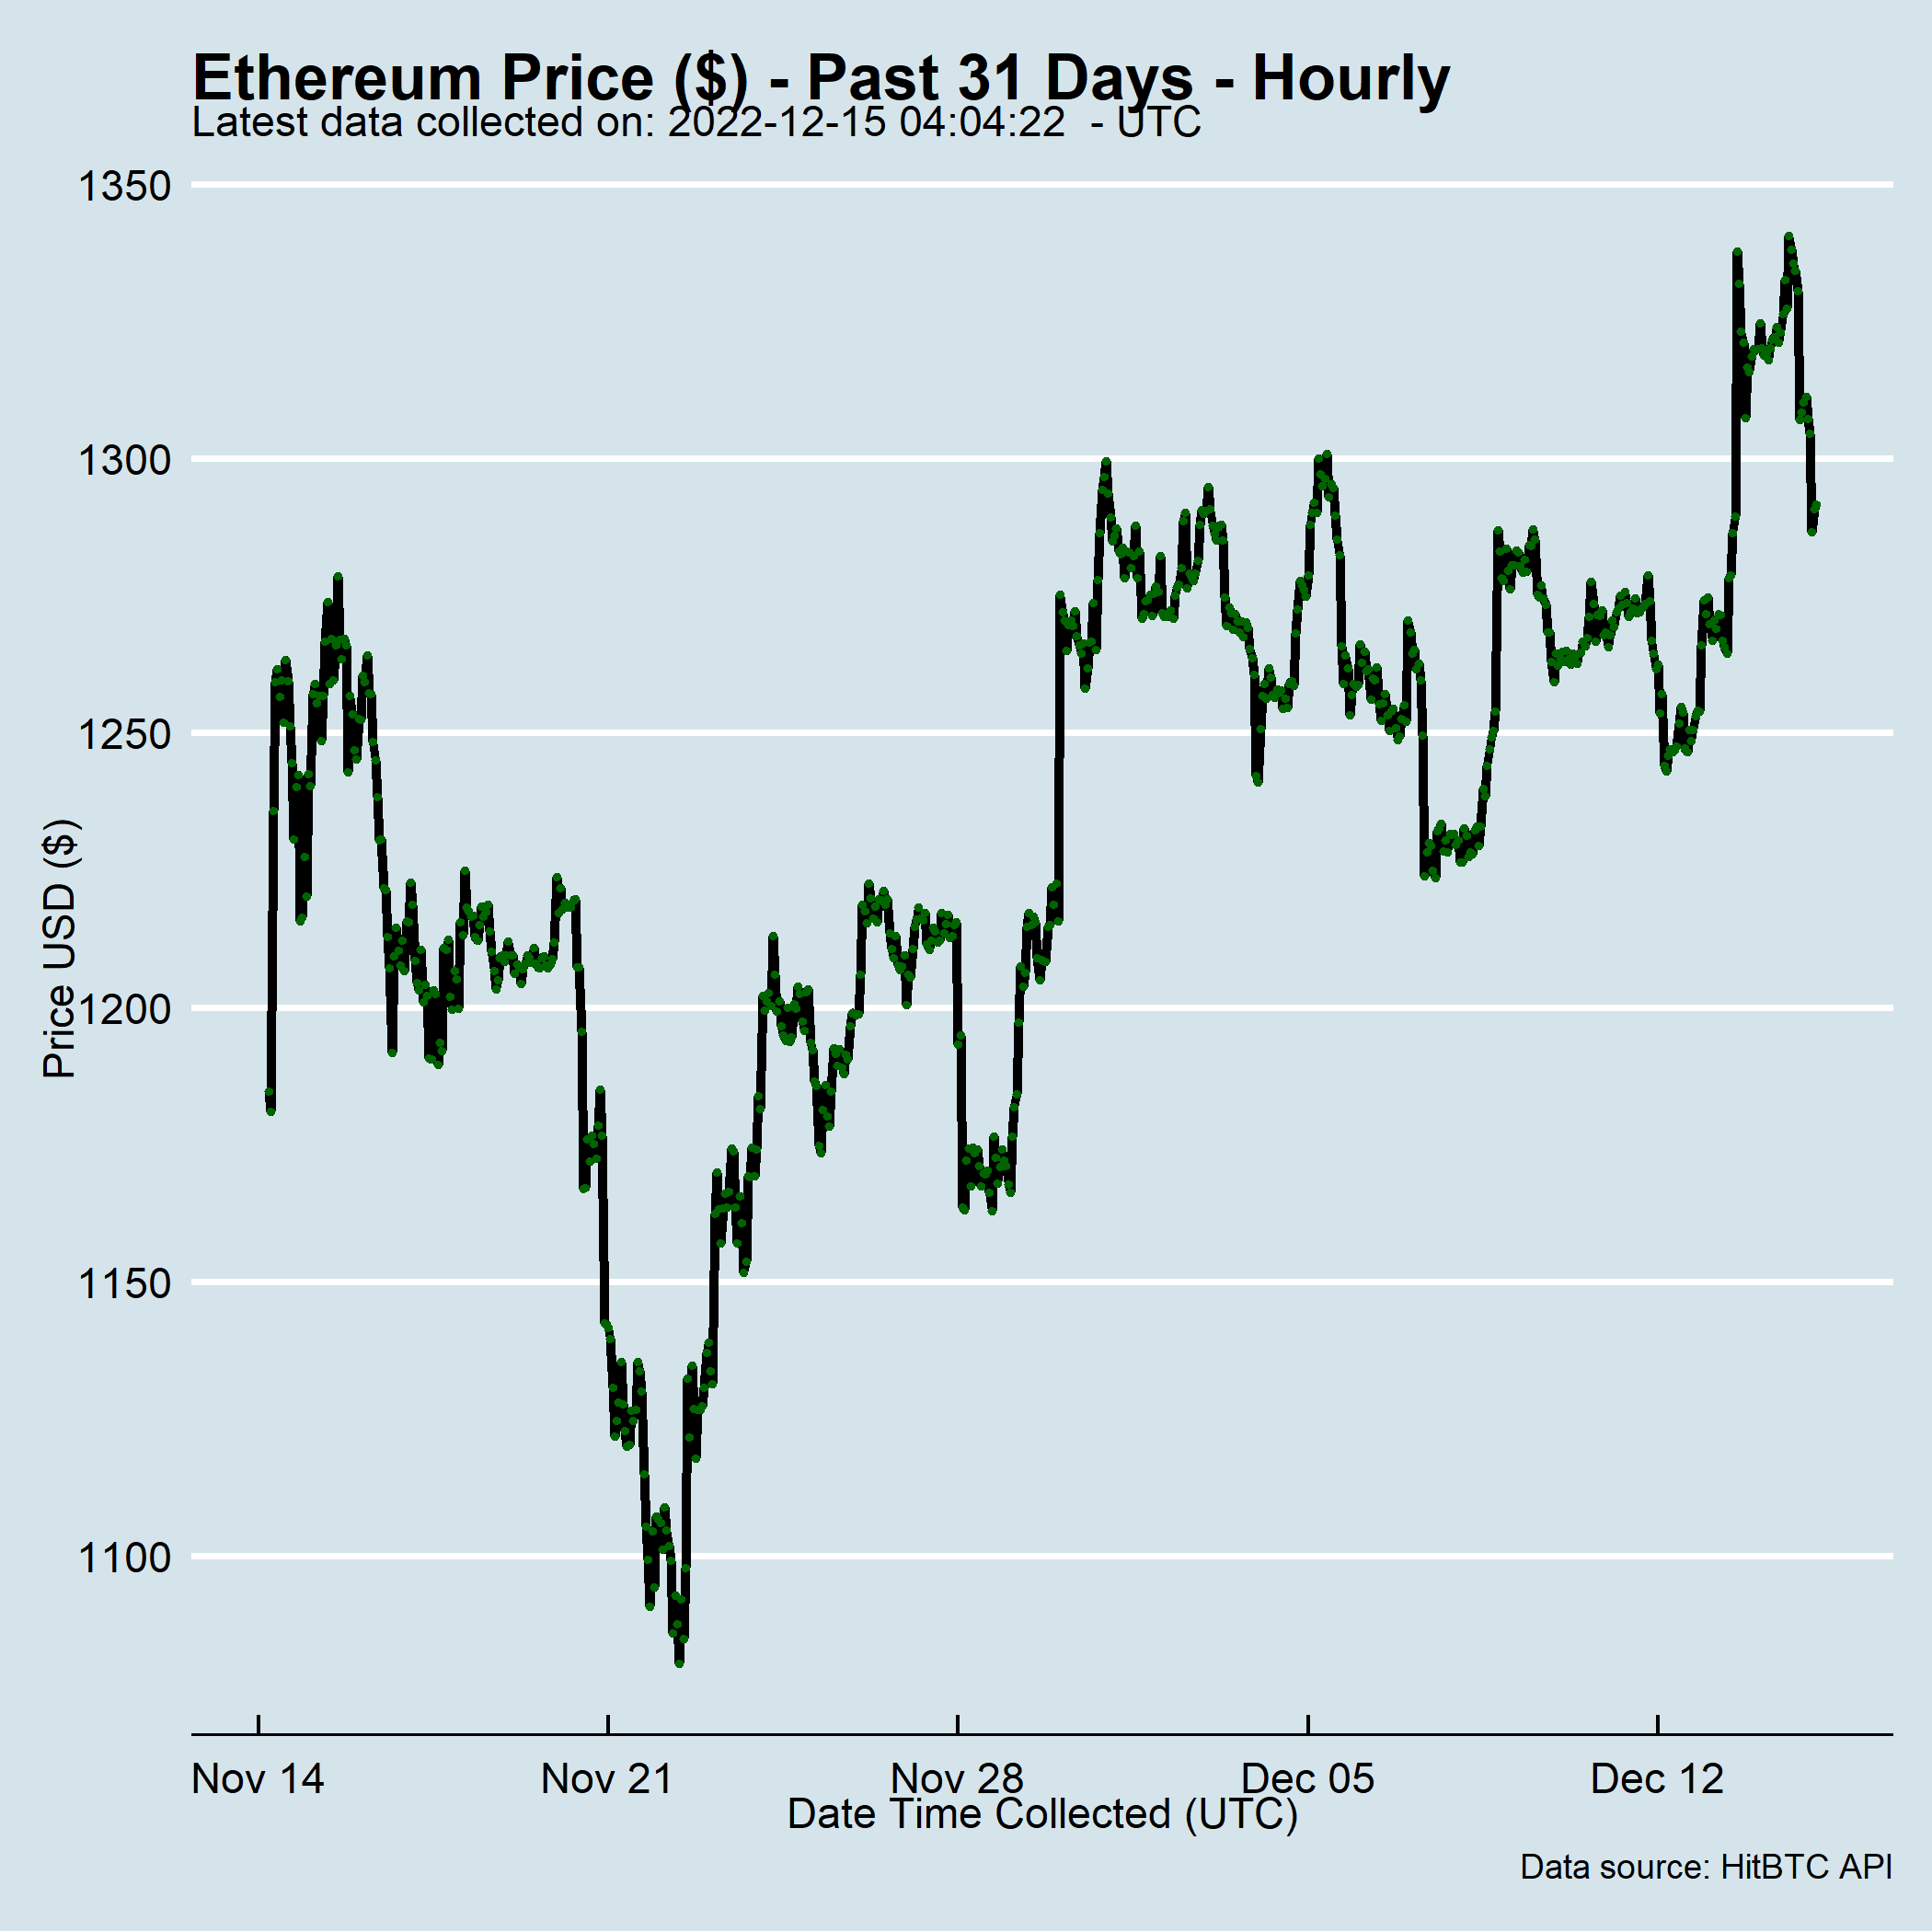 Ethereum Price ($) - Past 31 Days - Hourly
Latest data collected on: 2022-12-15 04:04:22  - UTC
1350
1300
1250
1200
1150
1100
Price USD ($)
Nov 14
Nov 21
Nov 28
Dec 05
Dec 12
Date Time Collected (UTC)
Data source: HitBTC API